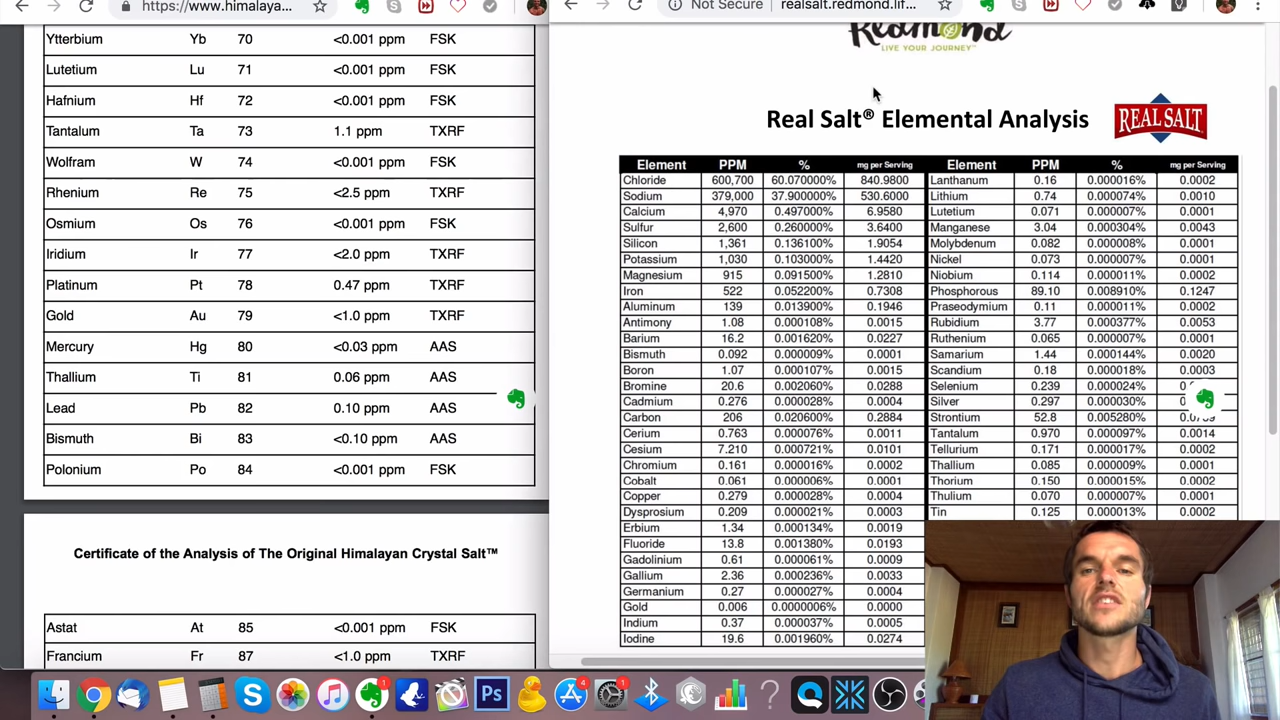 https://www.himalaya...
Not Secure
realsalt.redmond.lif...
Ytterbium Yb 70 <0.001 ppm FSK
Lutetium Lu 71 <0.001 ppm FSK
Hafnium Hf 72 <0.001 ppm FSK
Tantalum Ta 73 1.1 ppm TXRF
Wolfram W 74 <0.001 ppm FSK
Rhenium Re 75 <2.5 ppm TXRF
Osmium Os 76 <0.001 ppm FSK
Iridium Ir 77 <2.0 ppm TXRF
Platinum Pt 78 0.47 ppm TXRF
Gold Au 79 <1.0 ppm TXRF
Mercury Hg 80 <0.03 ppm AAS
Thallium Ti 81 0.06 ppm AAS
Lead Pb 82 0.10 ppm AAS
Bismuth Bi 83 <0.10 ppm AAS
Polonium Po 84 <0.001 ppm FSK
Certificate of the Analysis of The Original Himalayan Crystal Salt™
Astat At 85 <0.001 ppm FSK
Francium Fr 87 <1.0 ppm TXRF
Redmond
LIVE YOUR JOURNEY™
Real Salt® Elemental Analysis
REAL SALT
Element PPM % mg per Serving Element PPM % mg per Serving
Chloride 600,700 60.070000% 840.9800 Lanthanum 0.16 0.000016% 0.0002
Sodium 379,000 37.900000% 530.6000 Lithium 0.74 0.000074% 0.0010
Calcium 4,970 0.497000% 6.9580 Lutetium 0.071 0.000007% 0.0001
Sulfur 2,600 0.260000% 3.6400 Manganese 3.04 0.000304% 0.0043
Silicon 1,361 0.136100% 1.9054 Molybdenum 0.082 0.000008% 0.0001
Potassium 1,030 0.103000% 1.4420 Nickel 0.073 0.000007% 0.0001
Magnesium 915 0.091500% 1.2810 Niobium 0.114 0.000011% 0.0002
Iron 522 0.052200% 0.7308 Phosphorous 89.10 0.008910% 0.1247
Aluminum 139 0.013900% 0.1946 Praseodymium 0.11 0.000011% 0.0002
Antimony 1.08 0.000108% 0.0015 Rubidium 3.77 0.000377% 0.0053
Barium 16.2 0.001620% 0.0227 Ruthenium 0.065 0.000007% 0.0001
Bismuth 0.092 0.000009% 0.0001 Samarium 1.44 0.000144% 0.0020
Boron 1.07 0.000107% 0.0015 Scandium 0.18 0.000018% 0.0003
Bromine 20.6 0.002060% 0.0288 Selenium 0.239 0.000024%
Cadmium 0.276 0.000028% 0.0004 Silver 0.297 0.000030%
Carbon 206 0.020600% 0.2884 Strontium 52.8 0.005280%
Cerium 0.763 0.000076% 0.0011 Tantalum 0.970 0.000097% 0.0014
Cesium 7.210 0.000721% 0.0101 Tellurium 0.171 0.000017% 0.0002
Chromium 0.161 0.000016% 0.0002 Thallium 0.085 0.000009% 0.0001
Cobalt 0.061 0.000006% 0.0001 Thorium 0.150 0.000015% 0.0002
Copper 0.279 0.000028% 0.0004 Thulium 0.070 0.000007% 0.0001
Dysprosium 0.209 0.000021% 0.0003 Tin 0.125 0.000013% 0.0002
Erbium 1.34 0.000134% 0.0019
Fluoride 13.8 0.001380% 0.0193
Gadolinium 0.61 0.000061% 0.0009
Gallium 2.36 0.000236% 0.0033
Germanium 0.27 0.000027% 0.0004
Gold 0.006 0.0000006% 0.0000
Indium 0.37 0.000037% 0.0005
Iodine 19.6 0.001960% 0.0274
Ps
4
1
1